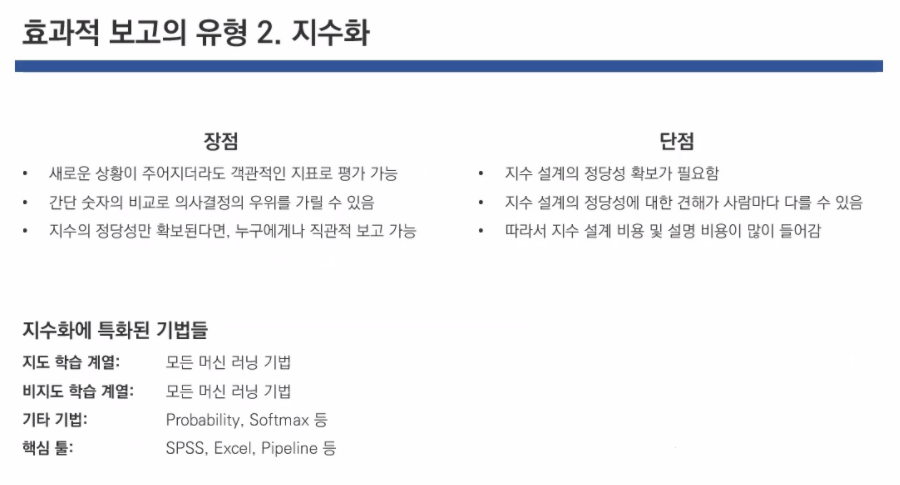 효과적 보고의 유형 2. 지수화
장점
• 새로운 상황이 주어지더라도 객관적인 지표로 평가 가능
• 간단 숫자의 비교로 의사결정의 우위를 가릴 수 있음
• 지수의 정당성만 확보된다면, 누구에게나 직관적 보고 가능
단점
• 지수 설계의 정당성 확보가 필요함
• 지수 설계의 정당성에 대한 견해가 사람마다 다를 수 있음
• 따라서 지수 설계 비용 및 설명 비용이 많이 들어감
지수화에 특화된 기법들
지도 학습 계열: 모든 머신 러닝 기법
비지도 학습 계열: 모든 머신 러닝 기법
기타 기법: Probability, Softmax 등
핵심 툴: SPSS, Excel, Pipeline 등